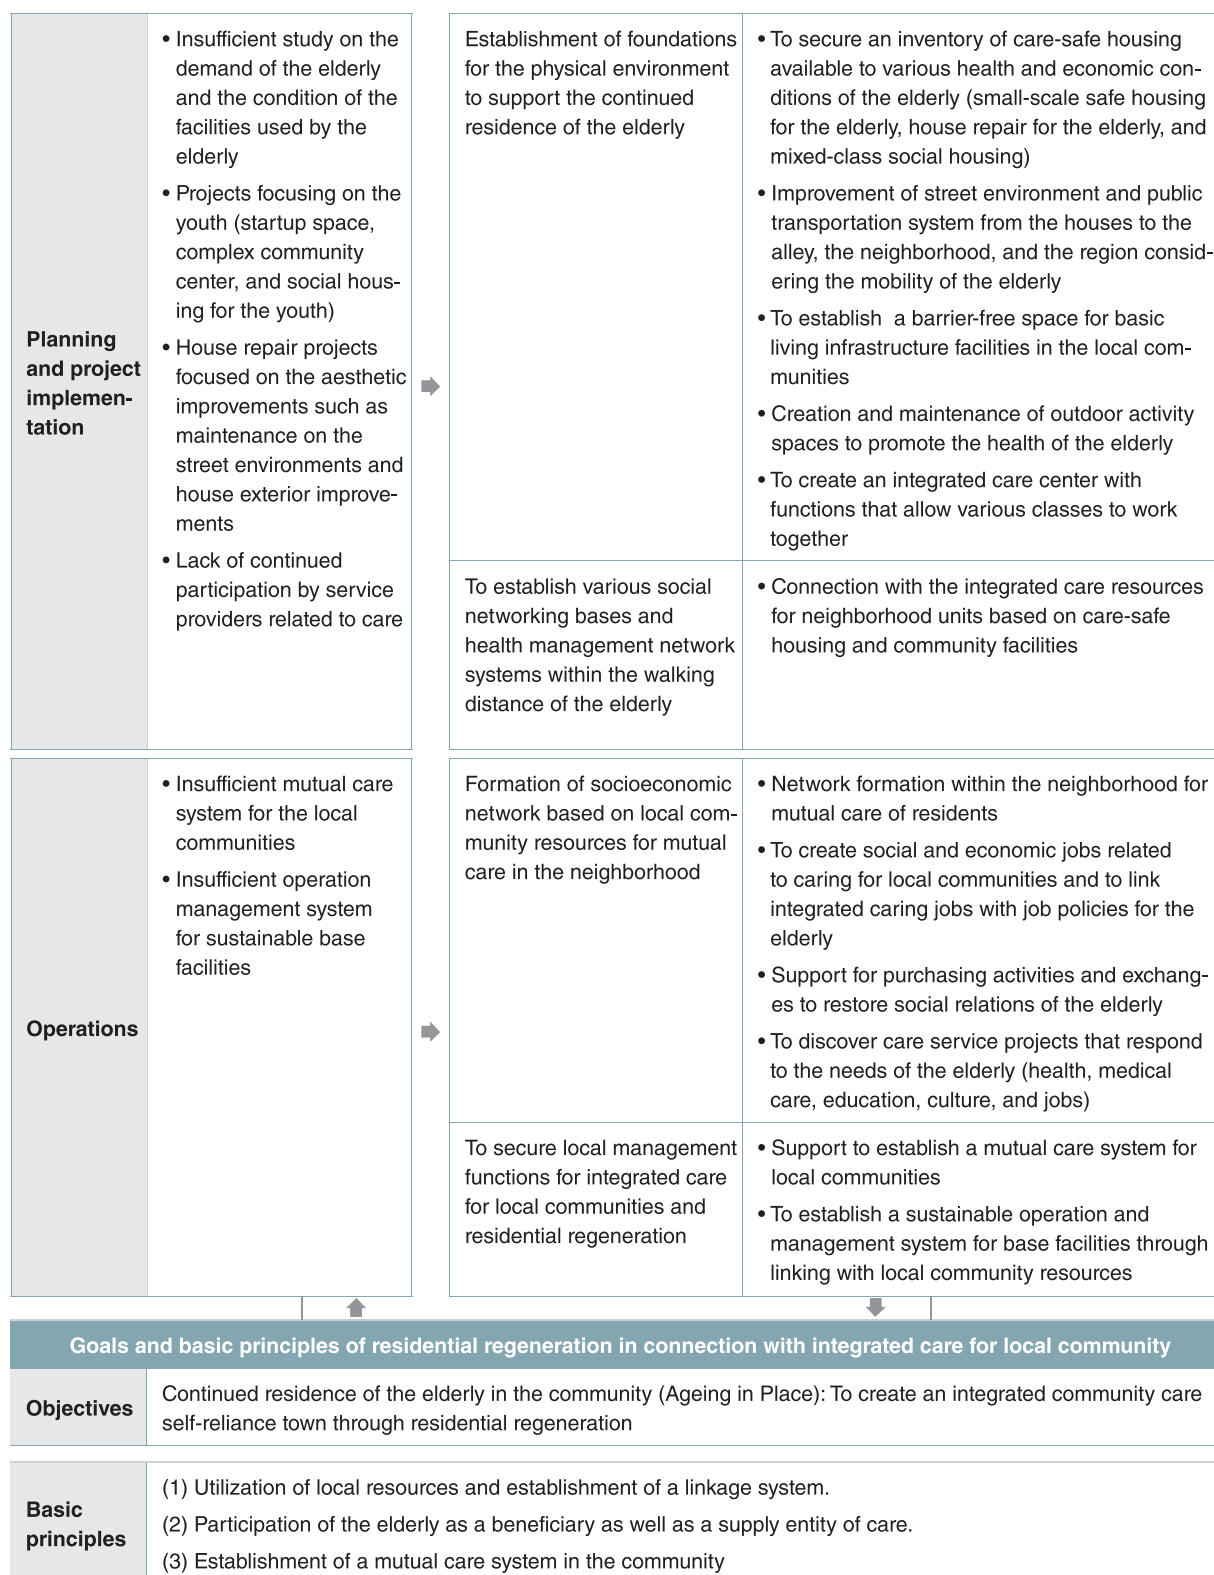 Planning
and project
implemen-
tation
• Insufficient study on the
demand of the elderly
and the condition of the
facilities used by the
elderly
• Projects focusing on the
youth (startup space,
complex community
center, and social hous-
ing for the youth)
• House repair projects
focused on the aesthetic
improvements such as
maintenance on the
street environments and
house exterior improve-
ments
• Lack of continued
participation by service
providers related to care
Establishment of foundations
for the physical environment
to support the continued
residence of the elderly
• To secure an inventory of care-safe housing
available to various health and economic con-
ditions of the elderly (small-scale safe housing
for the elderly, house repair for the elderly, and
mixed-class social housing)
• Improvement of street environment and public
transportation system from the houses to the
alley, the neighborhood, and the region consid-
ering the mobility of the elderly
• To establish  a barrier-free space for basic
living infrastructure facilities in the local com-
munities
• Creation and maintenance of outdoor activity
spaces to promote the health of the elderly
• To create an integrated care center with
functions that allow various classes to work
together
To establish various social
networking bases and
health management network
systems within the walking
distance of the elderly
• Connection with the integrated care resources
for neighborhood units based on care-safe
housing and community facilities
Operations
• Insufficient mutual care
system for the local
communities
• Insufficient operation
management system
for sustainable base
facilities
Formation of socioeconomic
network based on local com-
munity resources for mutual
care in the neighborhood
• Network formation within the neighborhood for
mutual care of residents
• To create social and economic jobs related
to caring for local communities and to link
integrated caring jobs with job policies for the
elderly
• Support for purchasing activities and exchang-
es to restore social relations of the elderly
• To discover care service projects that respond
to the needs of the elderly (health, medical
care, education, culture, and jobs)
To secure local management
functions for integrated care
for local communities and
residential regeneration
• Support to establish a mutual care system for
local communities
• To establish a sustainable operation and
management system for base facilities through
linking with local community resources
Goals and basic principles of residential regeneration in connection with integrated care for local community
Objectives
Continued residence of the elderly in the community (Ageing in Place): To create an integrated community care
self-reliance town through residential regeneration
Basic
principles
(1) Utilization of local resources and establishment of a linkage system.
(2) Participation of the elderly as a beneficiary as well as a supply entity of care.
(3) Establishment of a mutual care system in the community